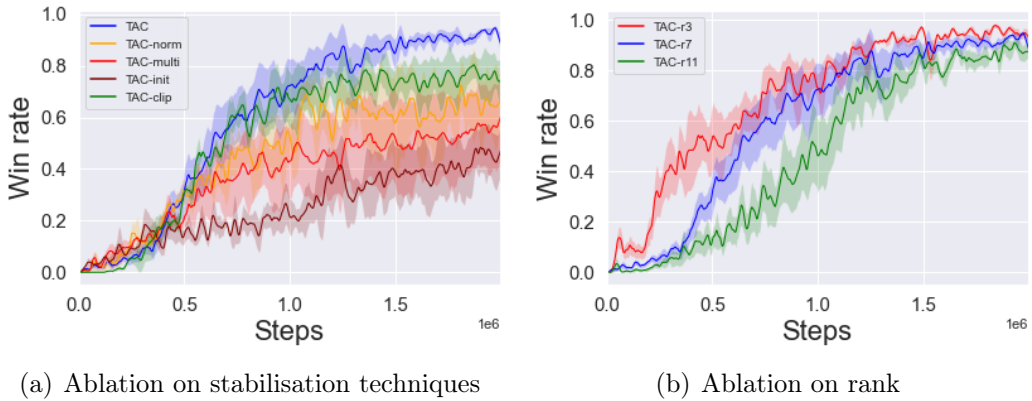 1.0
0.8
0.6
0.4
0.2
0.0
Win rate
TAC
TAC-norm
TAC-multi
TAC-init
TAC-clip
0.0 0.5 1.0 1.5
1e6
Steps
(a) Ablation on stabilisation techniques
1.0
0.8
0.6
0.4
0.2
0.0
Win rate
TAC-r3
TAC-r7
TAC-r11
0.0 0.5 1.0 1.5
1e6
Steps
(b) Ablation on rank